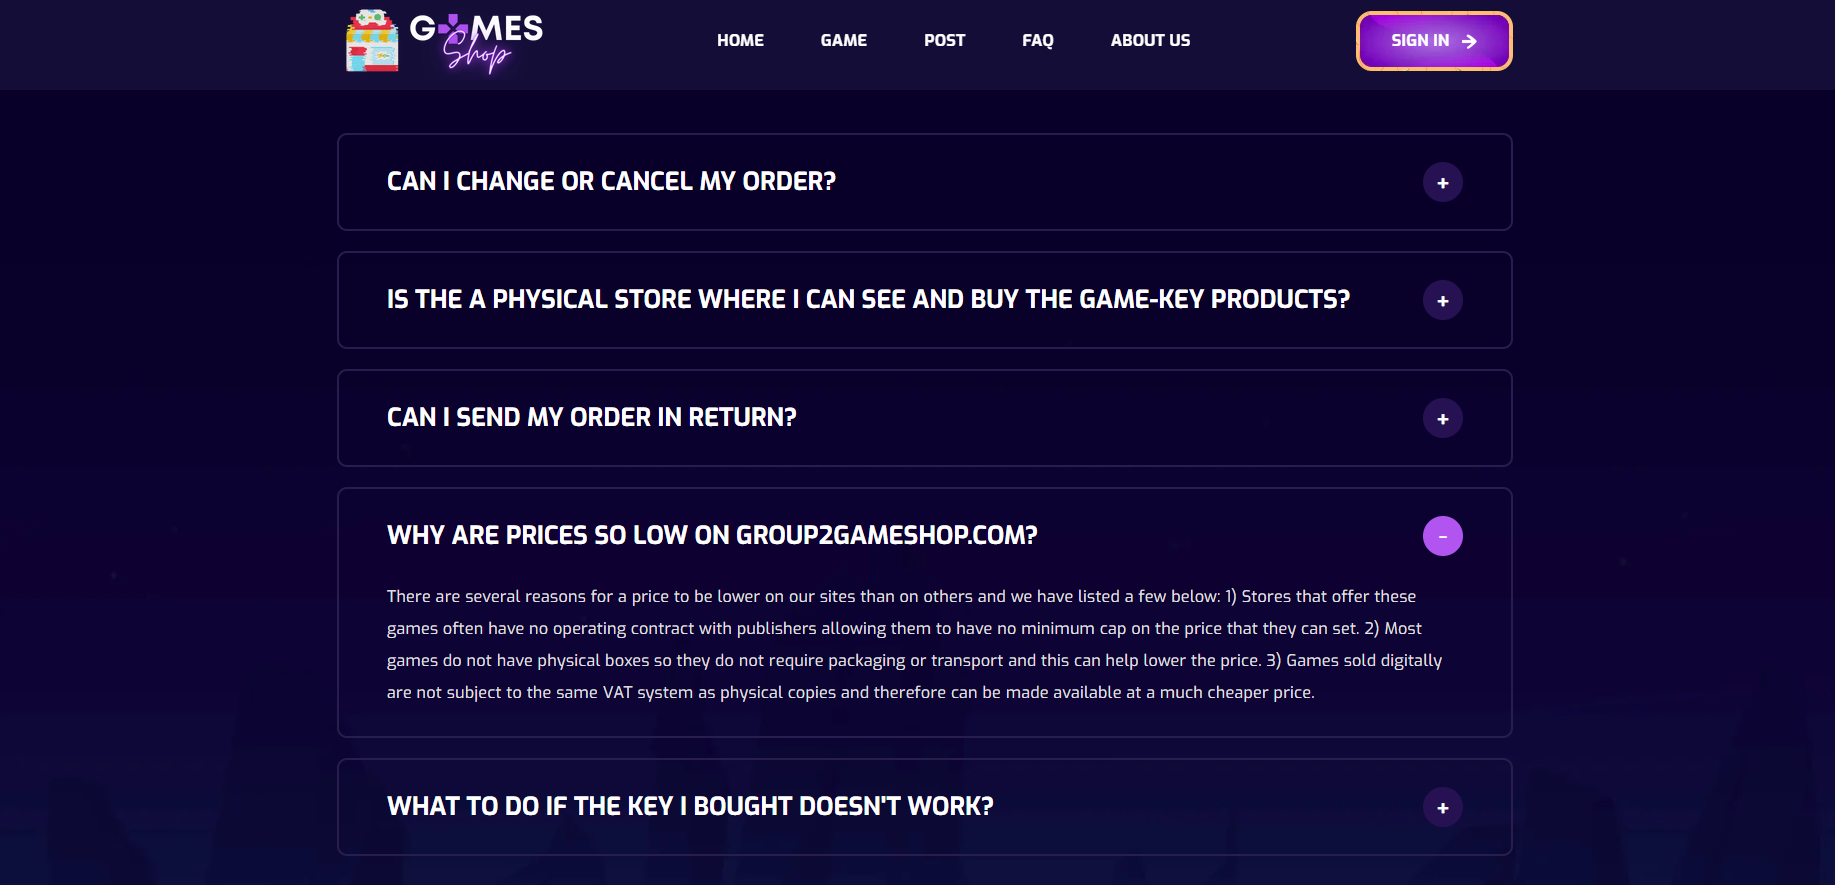 GAMES
Shop
HOME
GAME
POST
FAQ
ABOUT US
SIGN IN
CAN I CHANGE OR CANCEL MY ORDER?
IS THE A PHYSICAL STORE WHERE I CAN SEE AND BUY THE GAME-KEY PRODUCTS?
CAN I SEND MY ORDER IN RETURN?
WHY ARE PRICES SO LOW ON GROUP2GAMESHOP.COM?
There are several reasons for a price to be lower on our sites than on others and we have listed a few below: 1) Stores that offer these
games often have no operating contract with publishers allowing them to have no minimum cap on the price that they can set. 2) Most
games do not have physical boxes so they do not require packaging or transport and this can help lower the price. 3) Games sold digitally
are not subject to the same VAT system as physical copies and therefore can be made available at a much cheaper price.
WHAT TO DO IF THE KEY I BOUGHT DOESN'T WORK?